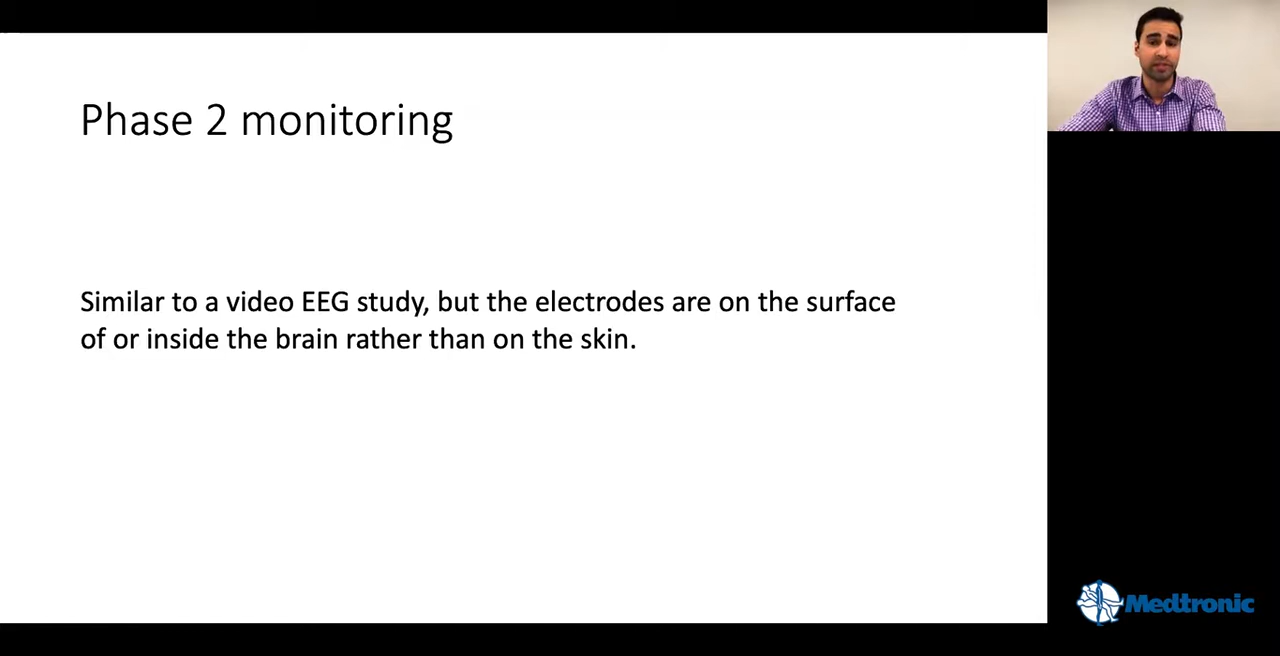 Phase 2 monitoring
Similar to a video EEG study, but the electrodes are on the surface
of or inside the brain rather than on the skin.
Medtronic